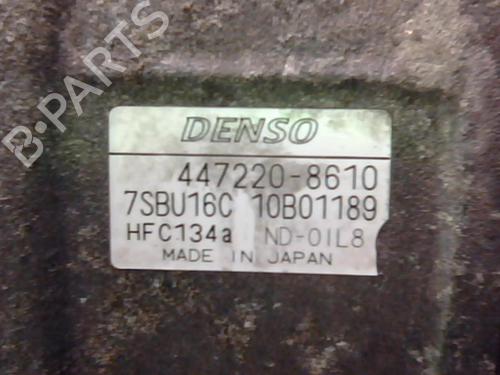 B-PARTS
DENSO
447220-8610
7SBU16C 10B01189
HFC134a ND-OIL8
MADE IN JAPAN